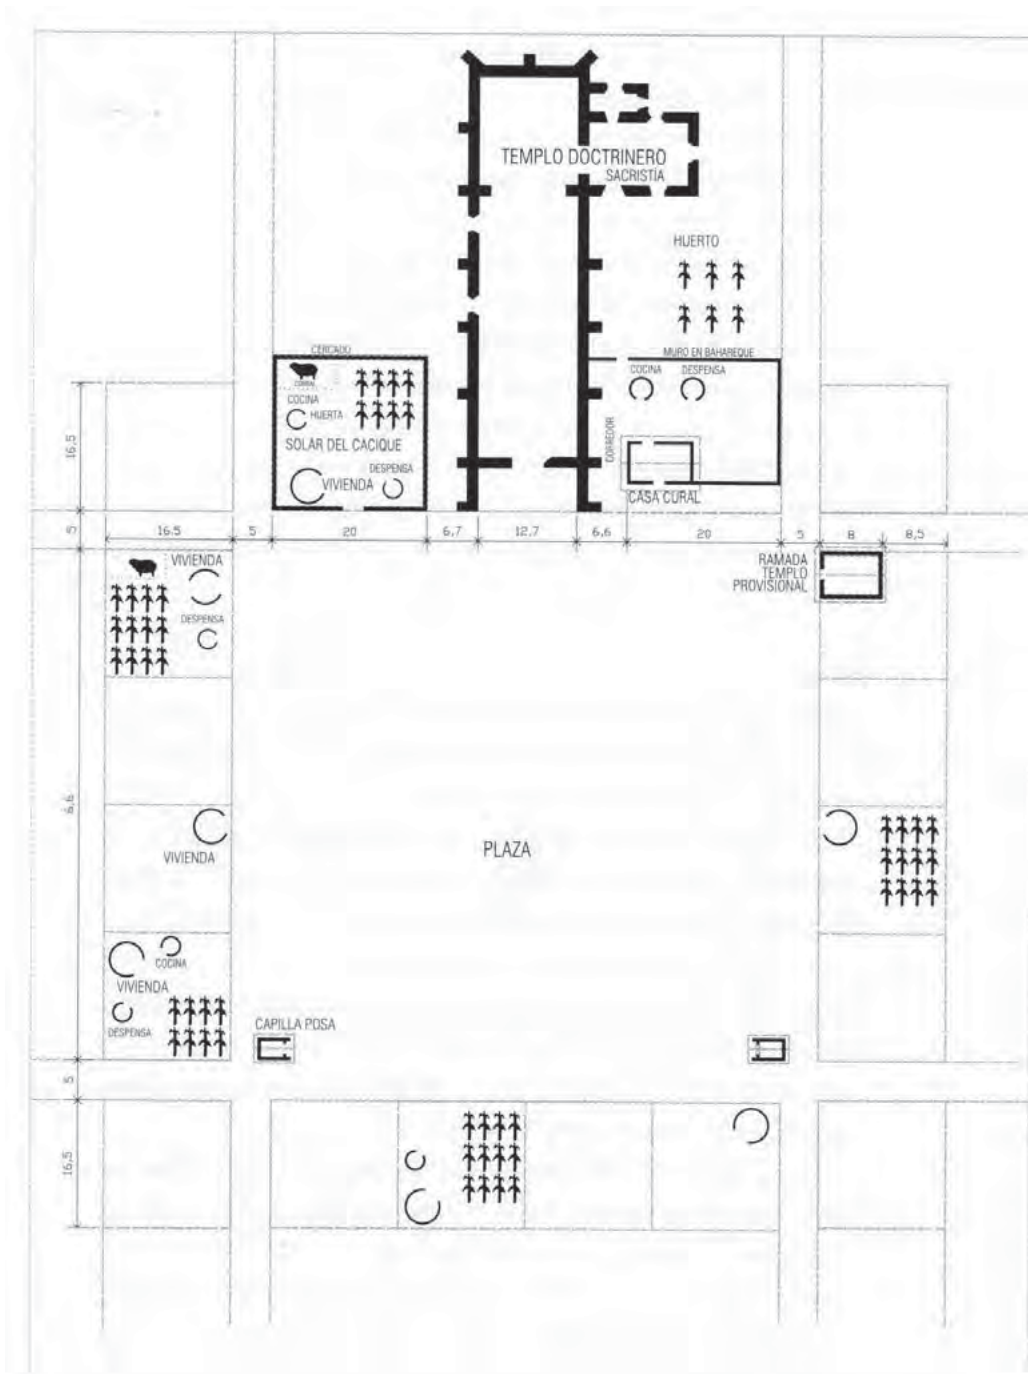 TEMPLO DOCTRINERO
SACRISTÍA
HUERTO
CERCADO
MURO EN BAHAREQUE
CORRAL
COCINA
HUERTA
SOLAR DEL CACIQUE
DESPENSA
VIVIENDA
COCINA
DESPENSA
CORREDOR
CASA CURAL
16,5
5
16.5
5
20
6,7
12,7
6,6
20
5
8
8,5
VIVIENDA
DESPENSA
RAMADA
TEMPLO
PROVISIONAL
6,6
VIVIENDA
PLAZA
COCINA
VIVIENDA
DESPENSA
CAPILLA POSA
5
16,5